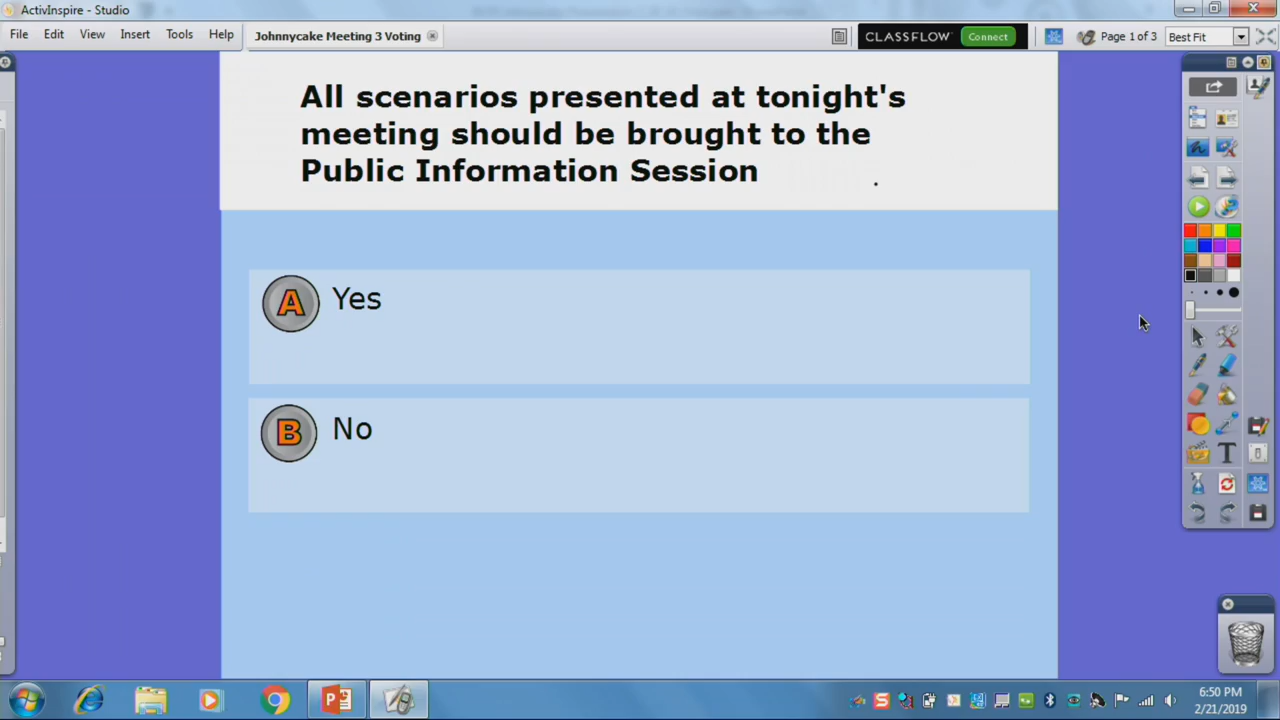 ActivInspire - Studio
File Edit View Insert Tools Help
Johnnycake Meeting 3 Voting
CLASSFLOW Connect
Page 1 of 3
Best Fit
All scenarios presented at tonight's
meeting should be brought to the
Public Information Session .
A Yes
B No
T
6:50 PM
2/21/2019